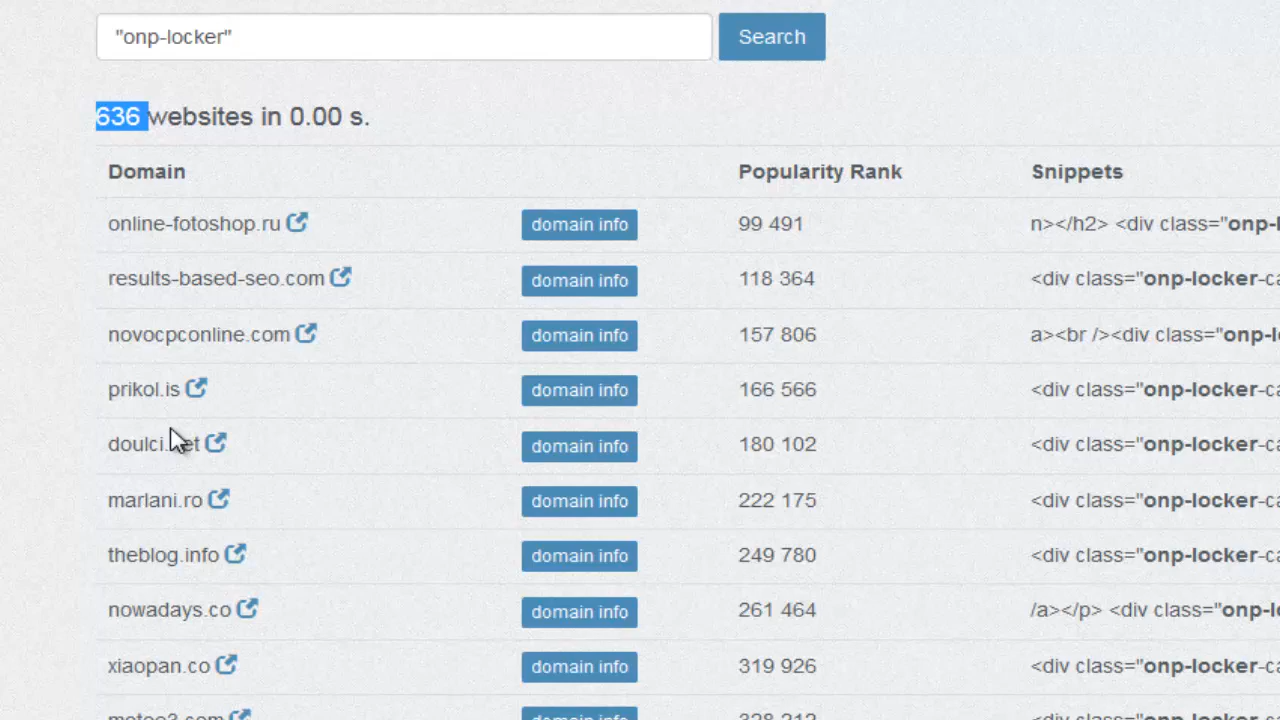 "onp-locker" Search
636 websites in 0.00 s.
Domain Popularity Rank Snippets
online-fotoshop.ru domain info 99 491 n></h2> <div class="onp-l
results-based-seo.com domain info 118 364 <div class="onp-locker-ca
novocpconline.com domain info 157 806 a><br /><div class="onp-lo
prikol.is domain info 166 566 <div class="onp-locker-ca
domain info 180 102 <div class="onp-locker-ca
marlani.ro domain info 222 175 <div class="onp-locker-ca
theblog.info domain info 249 780 <div class="onp-locker-ca
nowadays.co domain info 261 464 /a></p> <div class="onp-lo
xiaopan.co domain info 319 926 <div class="onp-locker-ca
domain info